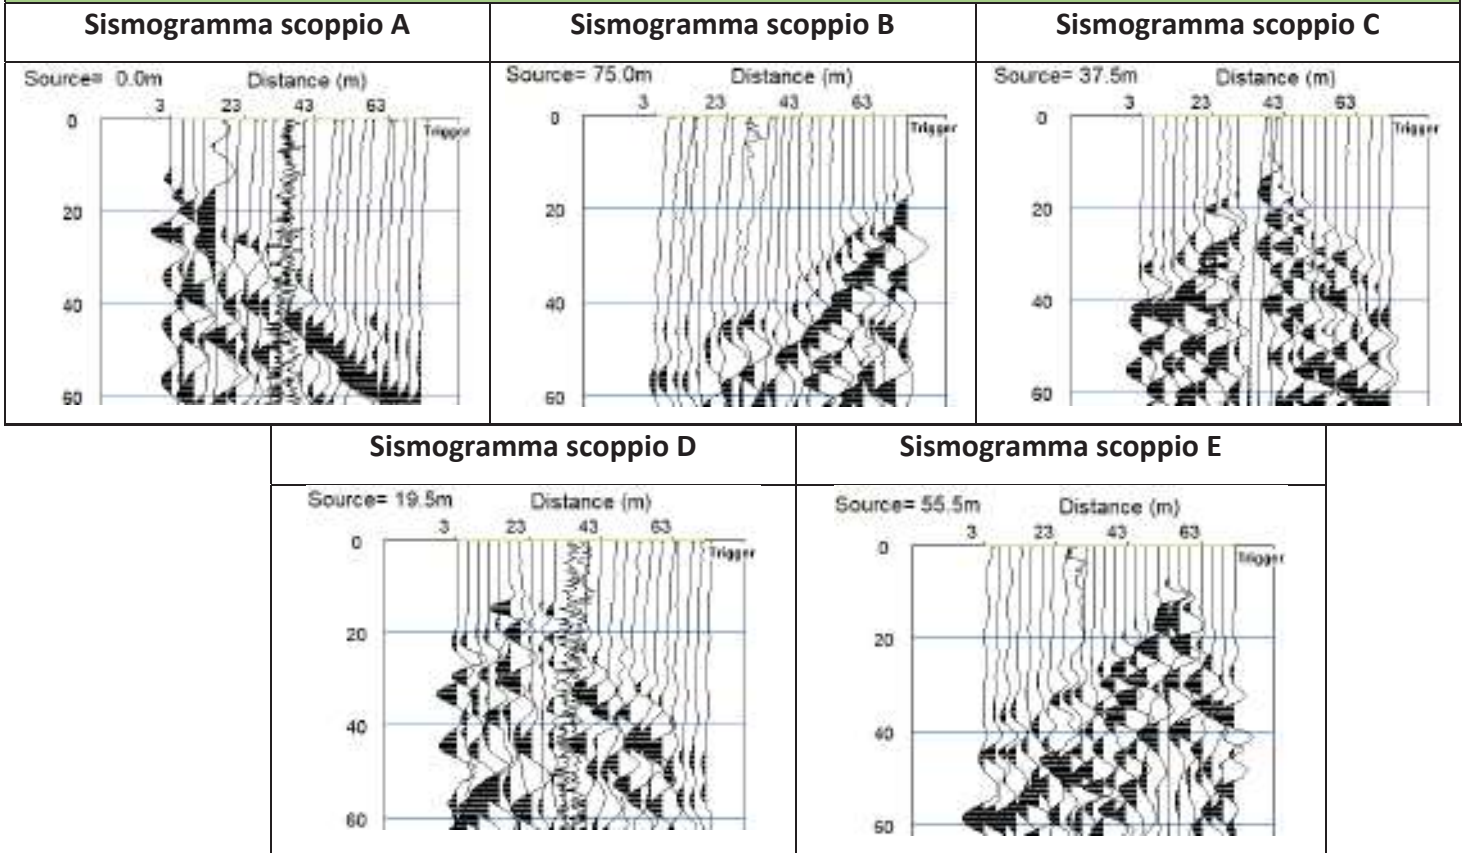 Sismogramma scoppio A
Sismogramma scoppio B
Sismogramma scoppio C
Source= 0.0m Distance (m)
3 23 43 63
Trigger
0
20
40
60
Source= 75.0m Distance (m)
3 23 43 63
Trigger
0
20
40
60
Source= 37.5m Distance (m)
3 23 43 63
Trigger
0
20
40
60
Sismogramma scoppio D
Sismogramma scoppio E
Source= 19.5m Distance (m)
3 23 43 63
Trigger
0
20
40
60
Source= 55.5m Distance (m)
3 23 43 63
Trigger
0
20
40
60